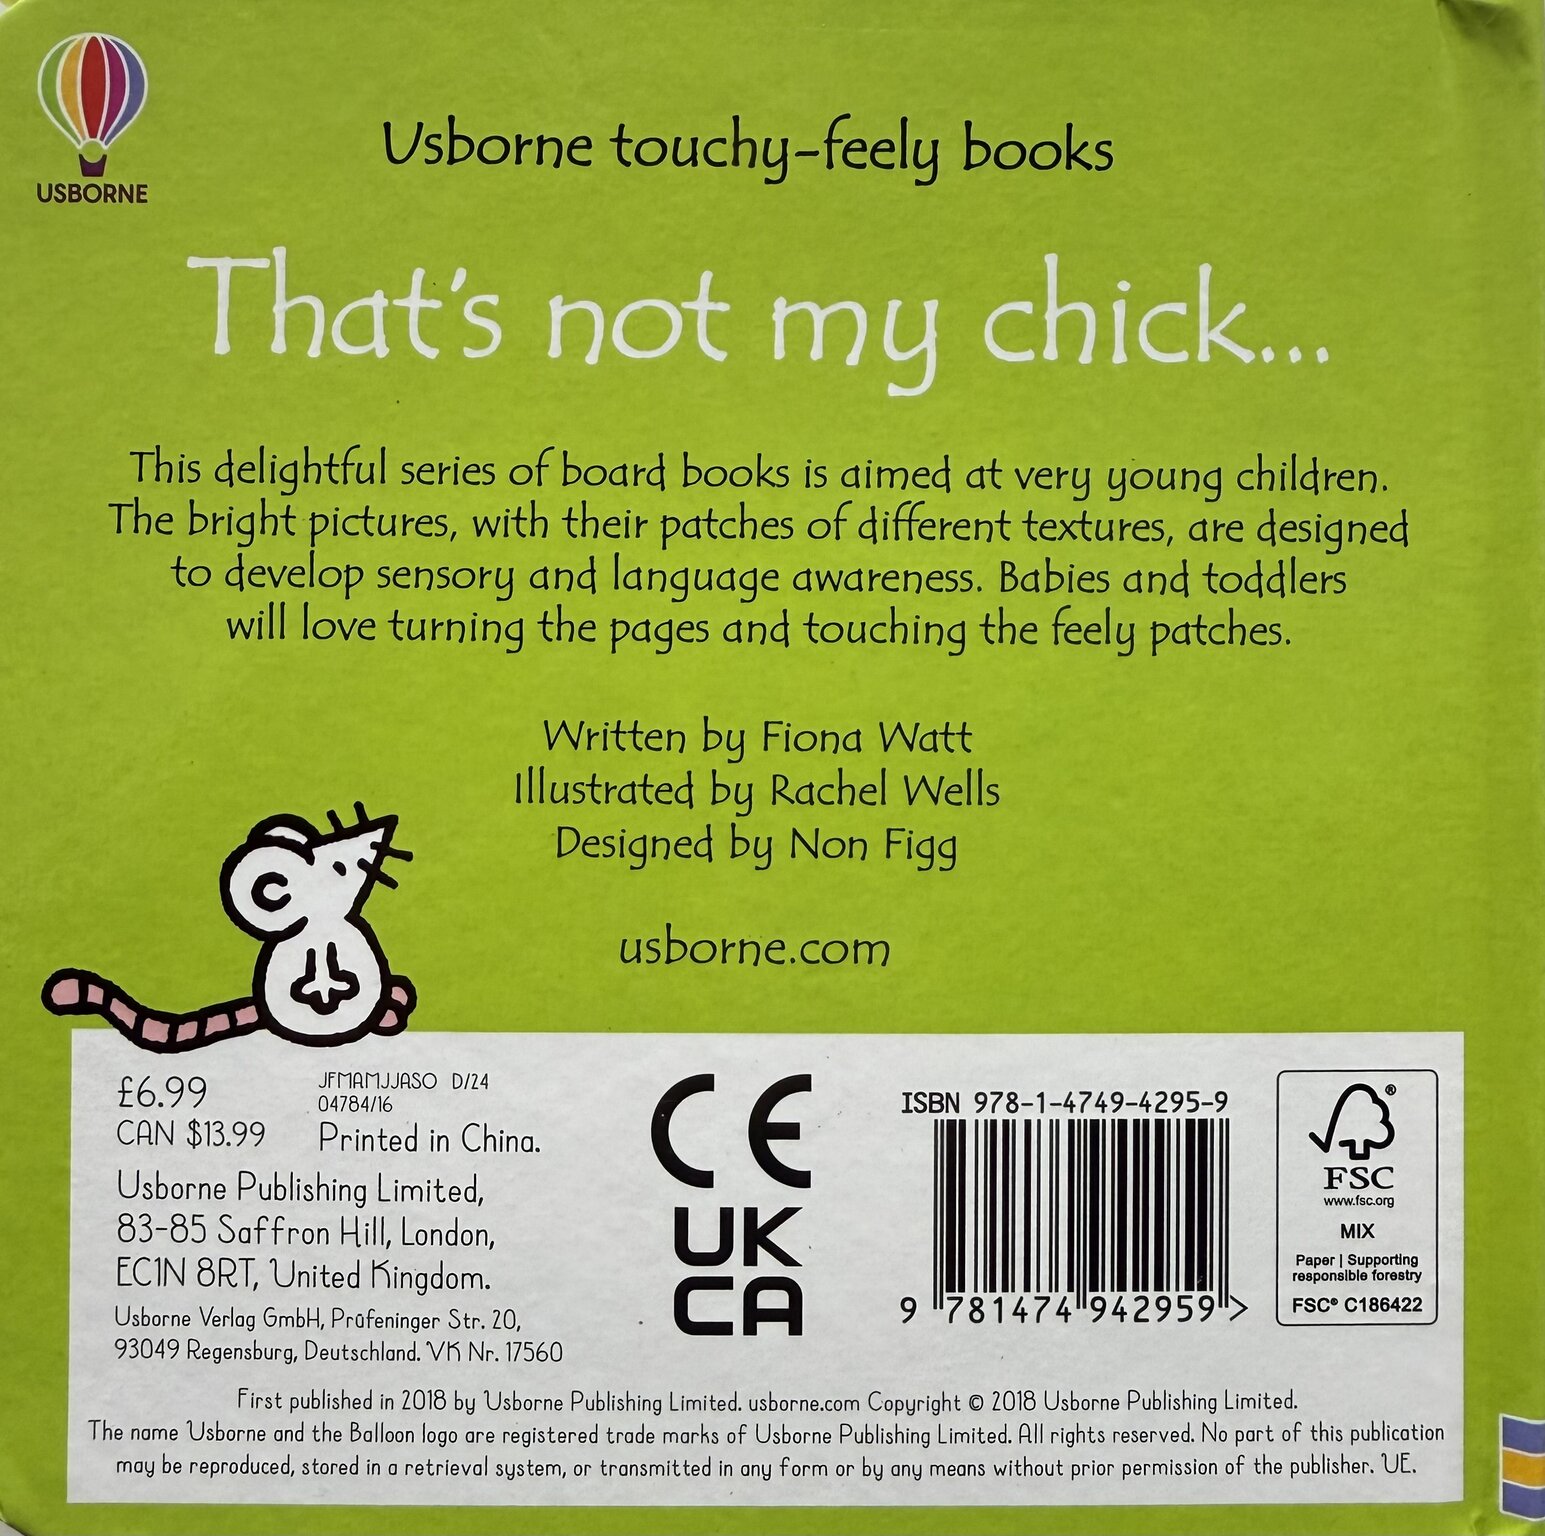 USBORNE
Usborne touchy-feely books
That's not my chick...
This delightful series of board books is aimed at very young children.
The bright pictures, with their patches of different textures, are designed
to develop sensory and language awareness. Babies and toddlers
will love turning the pages and touching the feely patches.
Written by Fiona Watt
Illustrated by Rachel Wells
Designed by Non Figg
usborne.com
£6.99
CAN $13.99
JFMAMJJASO D/24
04784/16
Printed in China.
Usborne Publishing Limited,
83-85 Saffron Hill, London,
EC1N 8RT, United Kingdom.
Usborne Verlag GmbH, Prüfeninger Str. 20,
93049 Regensburg, Deutschland. VK Nr. 17560
CE
UK
CA
ISBN 978-1-4749-4295-9
9 781474 942959 >
®
FSC
www.fsc.org
MIX
Paper | Supporting
responsible forestry
FSC® C186422
First published in 2018 by Usborne Publishing Limited. usborne.com Copyright © 2018 Usborne Publishing Limited.
The name Usborne and the Balloon logo are registered trade marks of Usborne Publishing Limited. All rights reserved. No part of this publication
may be reproduced, stored in a retrieval system, or transmitted in any form or by any means without prior permission of the publisher. UE.